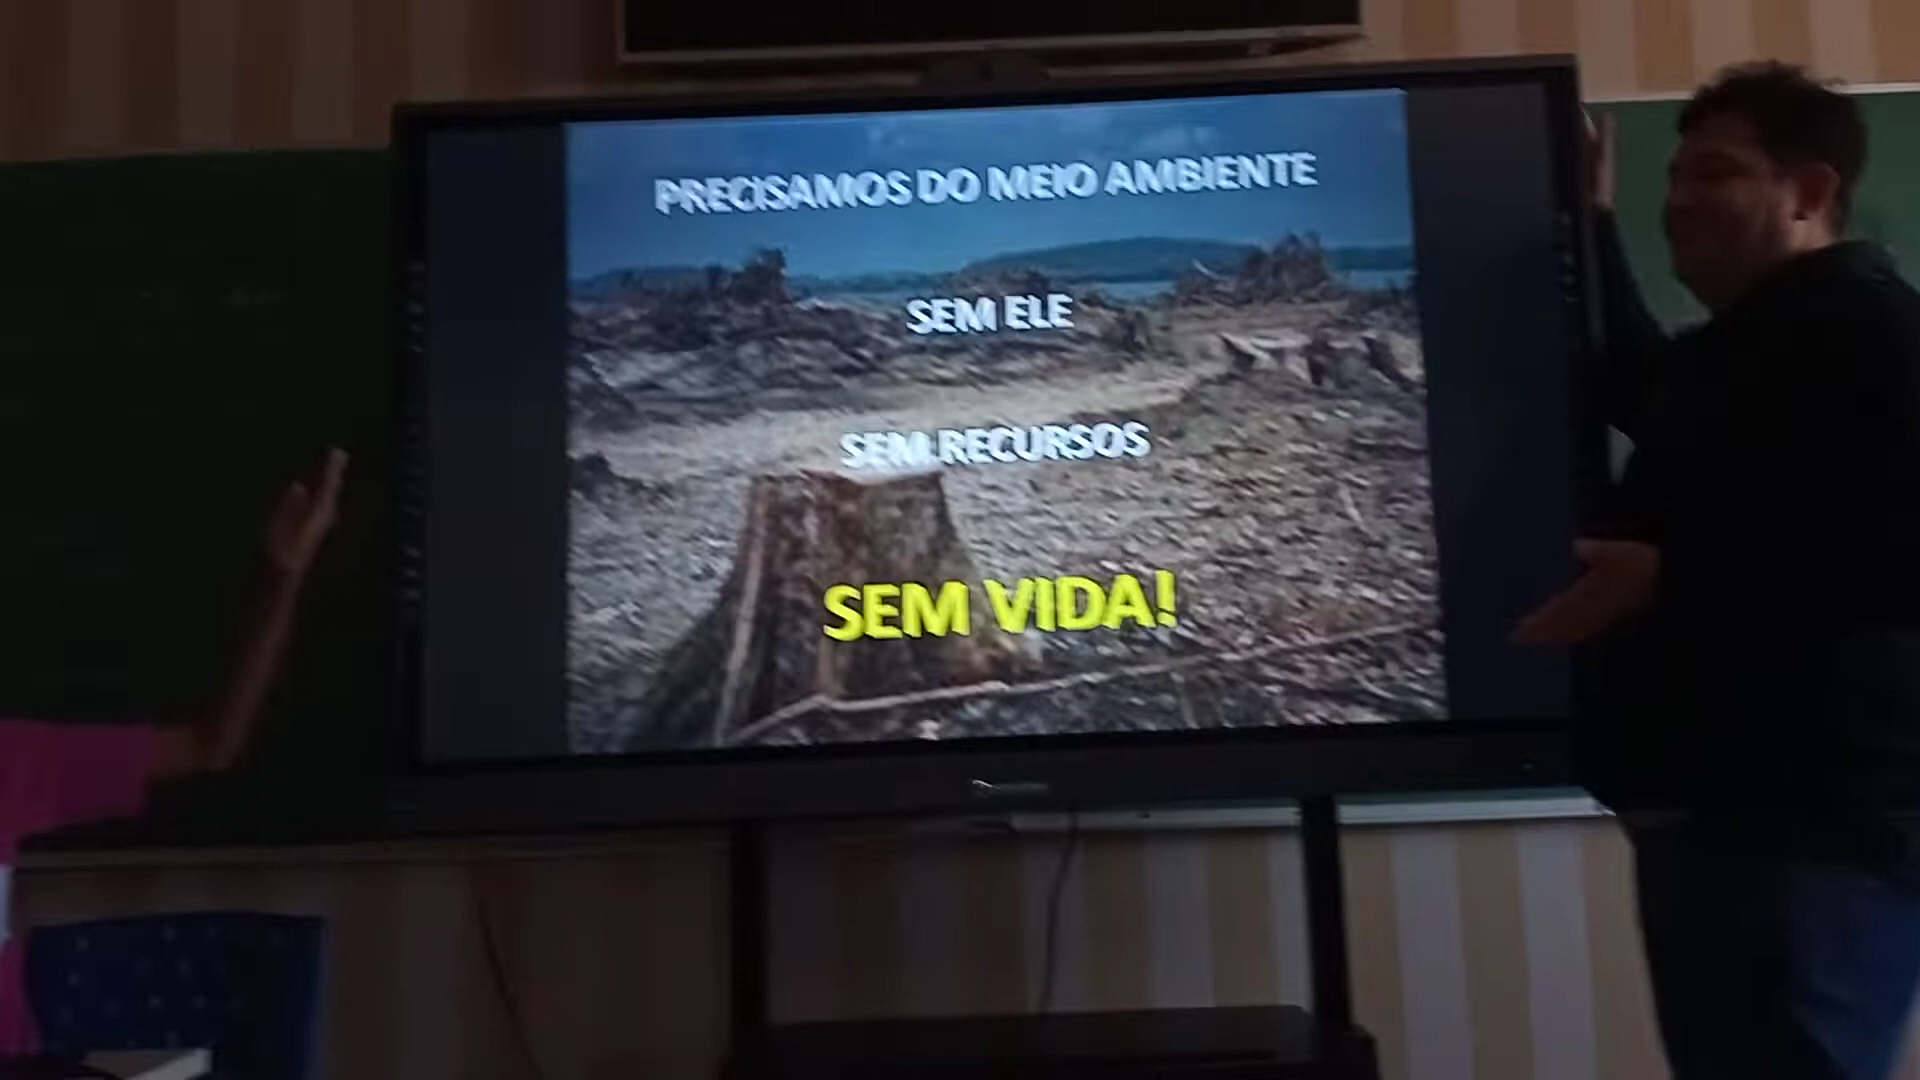 PRECISAMOS DO MEIO AMBIENTE
SEM ELE
SEM RECURSOS
SEM VIDA!